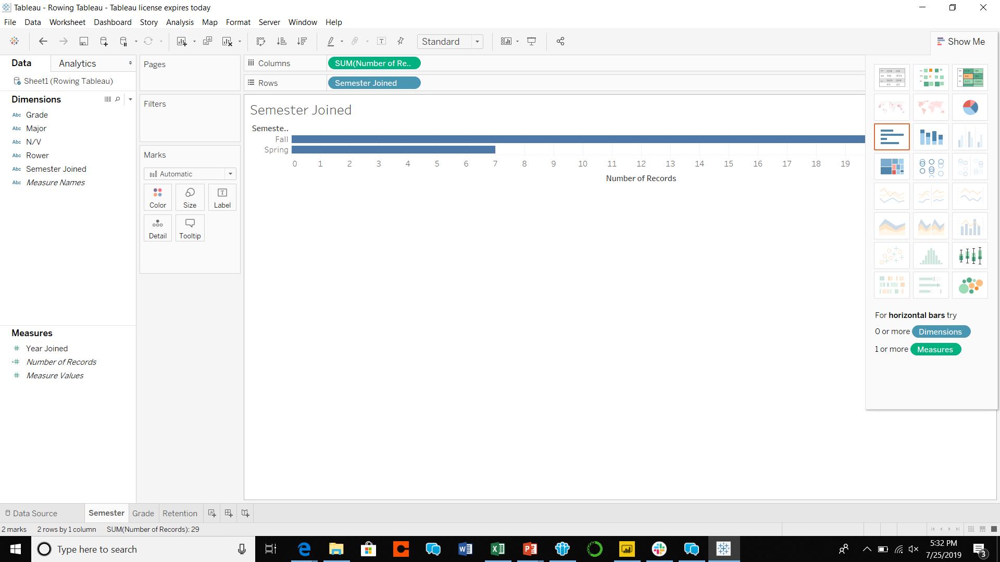 Tableau - Rowing Tableau - Tableau license expires today
File Data Worksheet Dashboard Story Analysis Map Format Server Window Help
Standard
Show Me
Data Analytics
Pages
Columns SUM(Number of Re..
Sheet1 (Rowing Tableau)
Rows Semester Joined
Dimensions
Filters
Abc Grade
Abc Major
Abc N/V
Abc Rower
Abc Semester Joined
Abc Measure Names
Semester Joined
Semeste..
Fall
Spring
0 1 2 3 4 5 6 7 8 9 10 11 12 13 14 15 16 17 18 19
Number of Records
Marks
Automatic
Color Size Label
Detail Tooltip
For horizontal bars try
0 or more Dimensions
1 or more Measures
Measures
Year Joined
Number of Records
Measure Values
Data Source Semester Grade Retention
2 marks 2 rows by 1 column SUM(Number of Records): 29
Type here to search
5:32 PM
7/25/2019
3